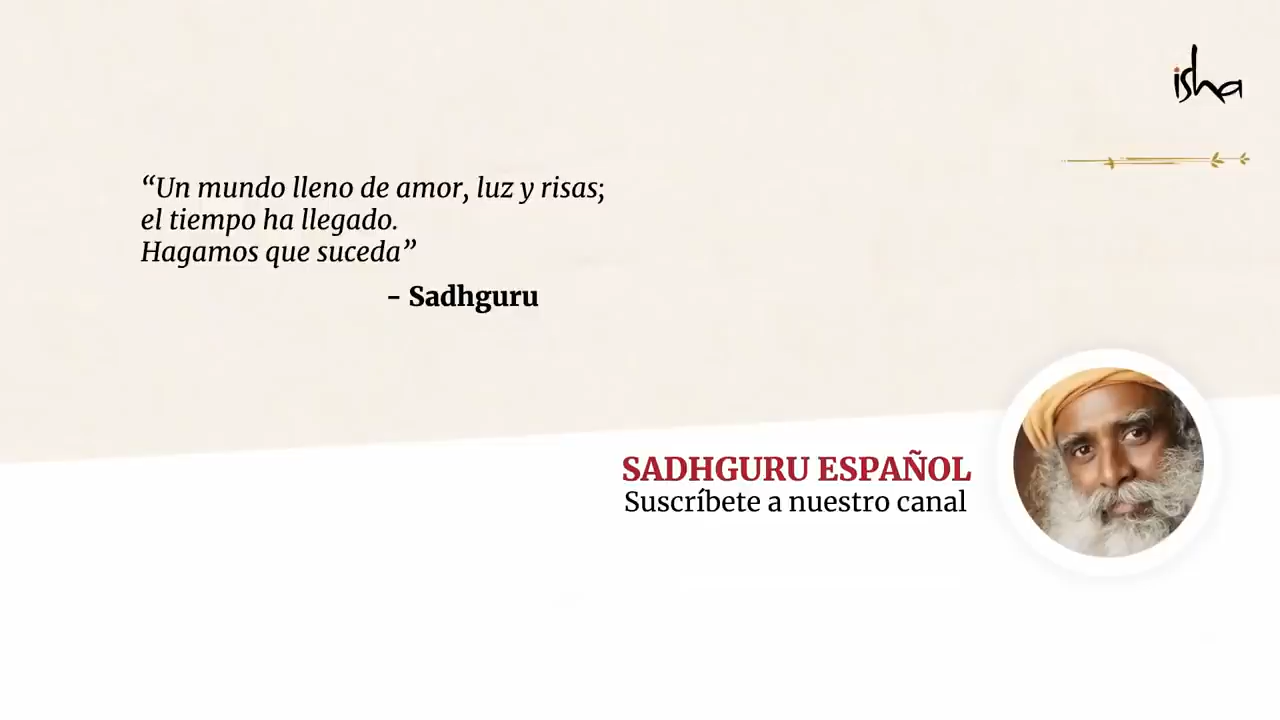 isha
“Un mundo lleno de amor, luz y risas;
el tiempo ha llegado.
Hagamos que suceda”
- Sadhguru
SADHGURU ESPAÑOL
Suscríbete a nuestro canal